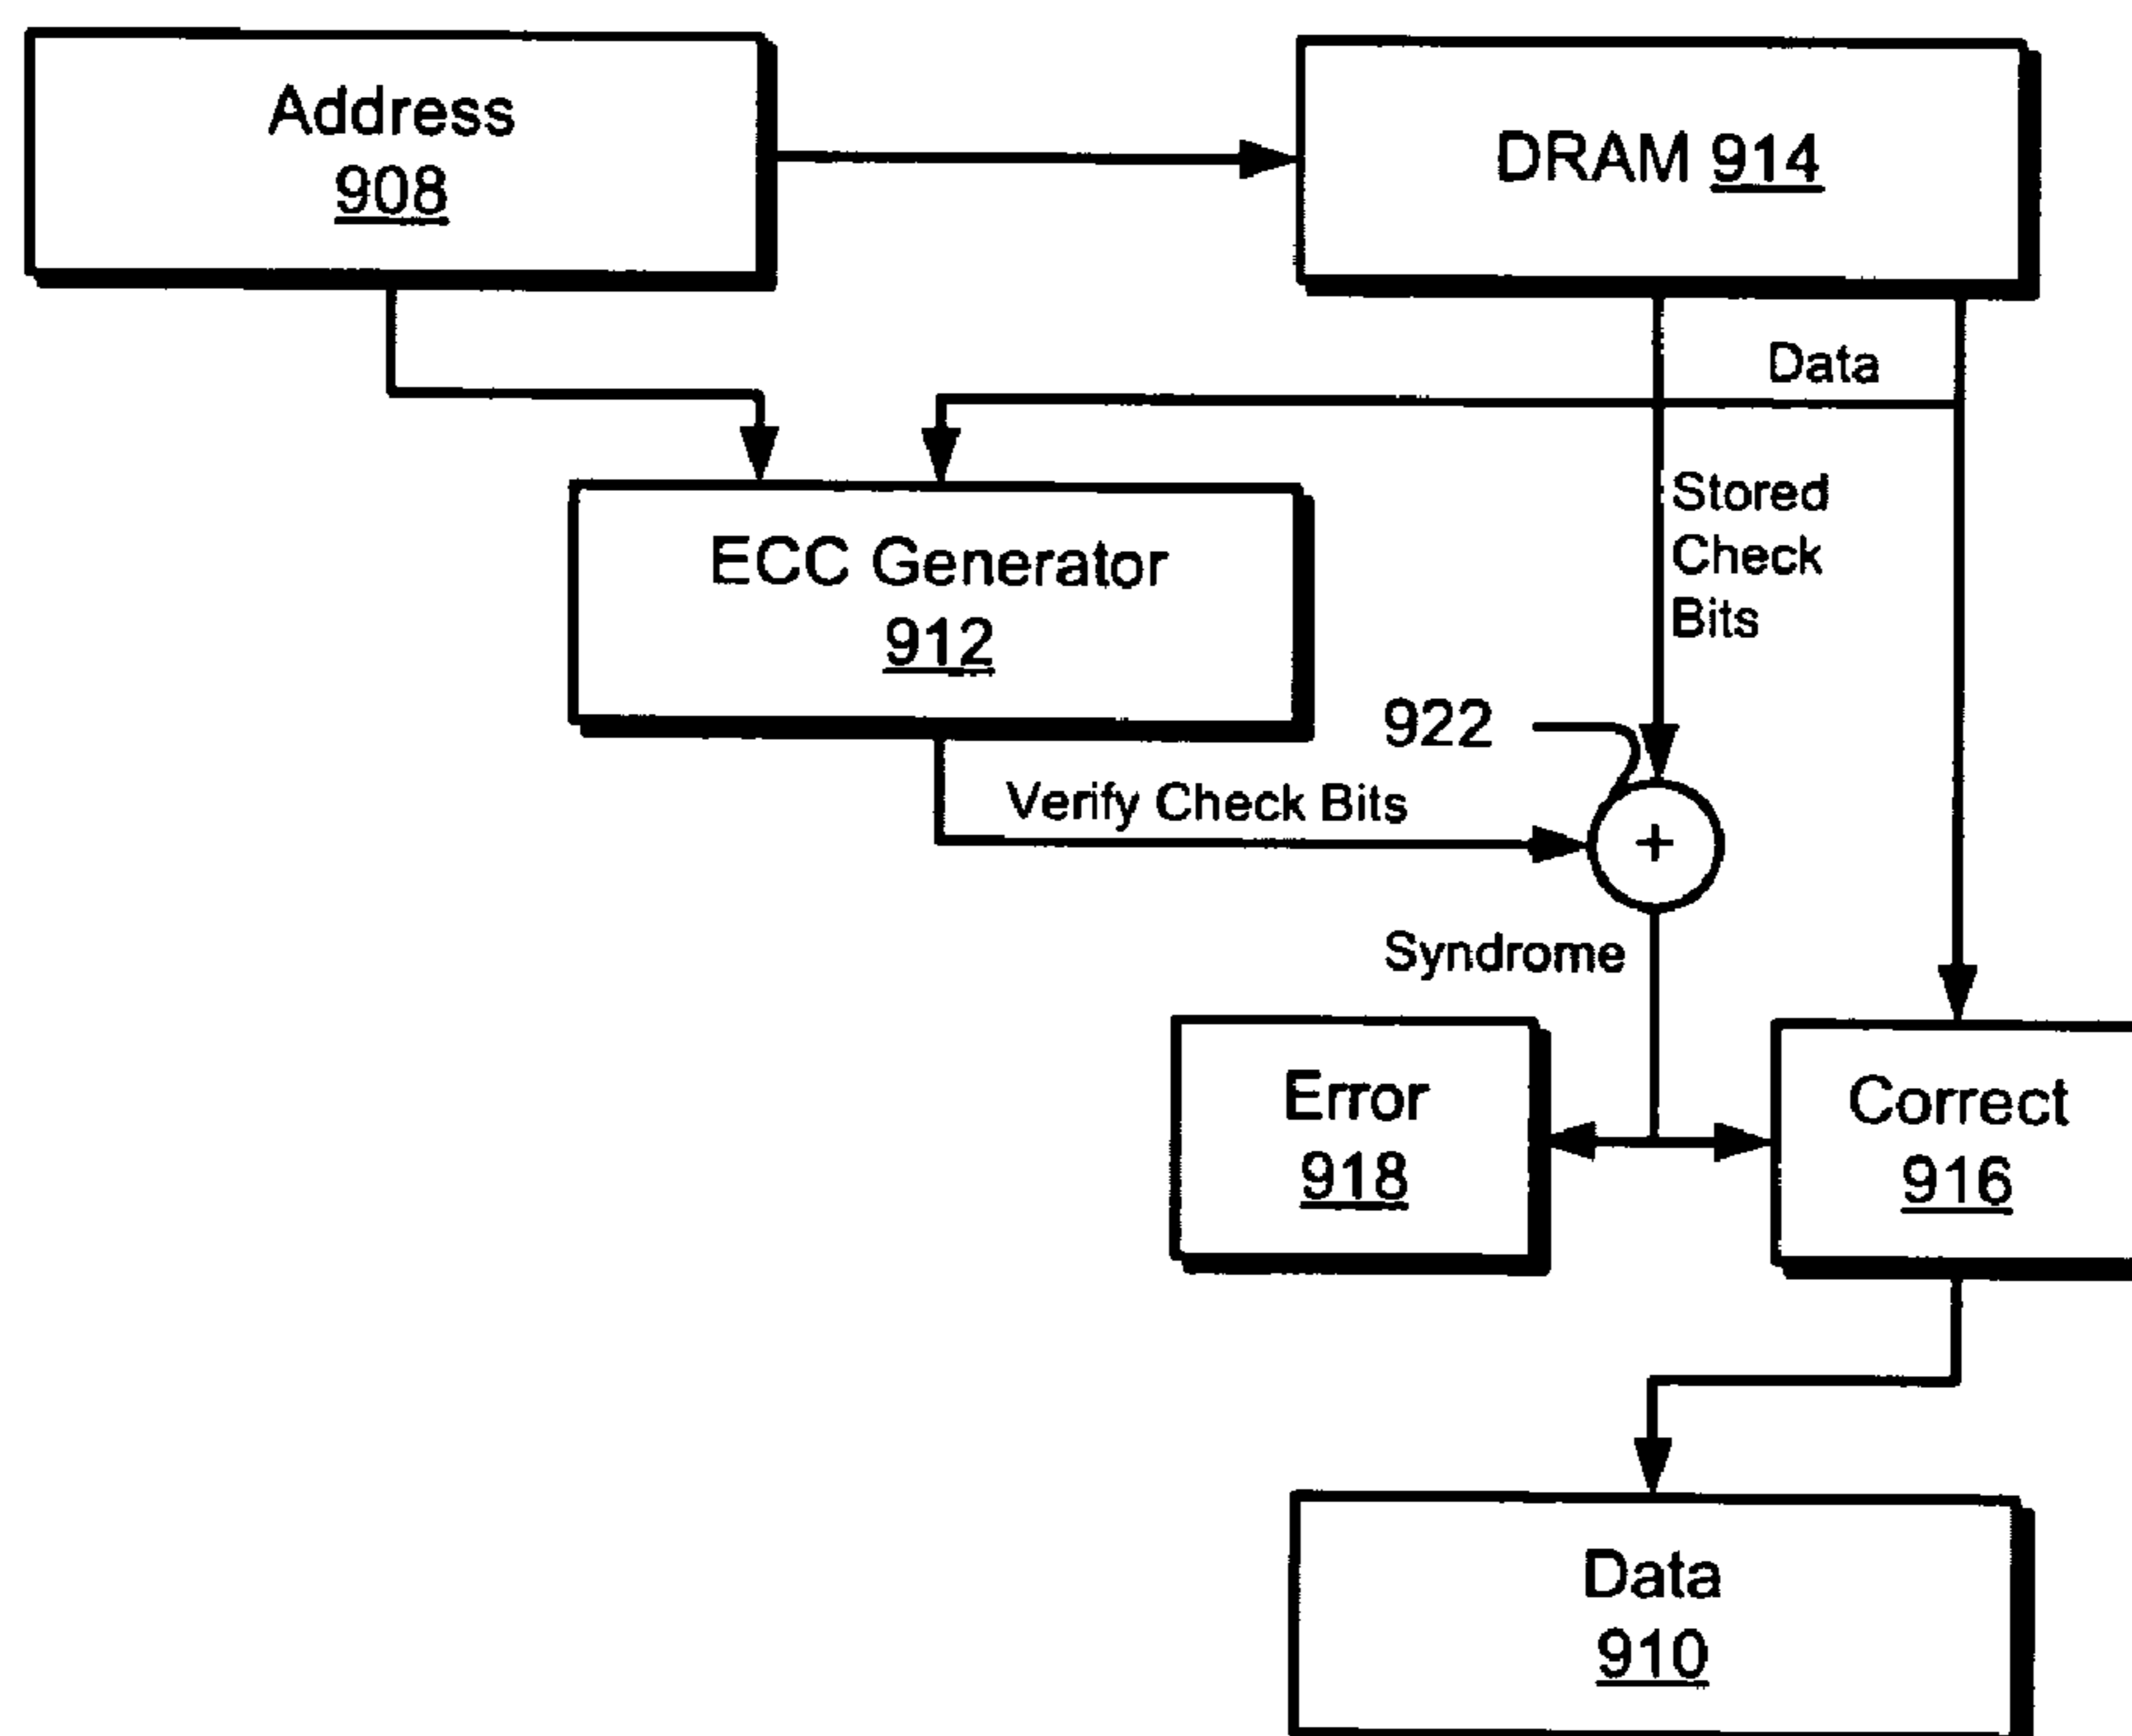 Address
908
DRAM 914
Data
Stored
Check
Bits
ECC Generator
912
922
Verify Check Bits
+
Syndrome
Error
918
Correct
916
Data
910